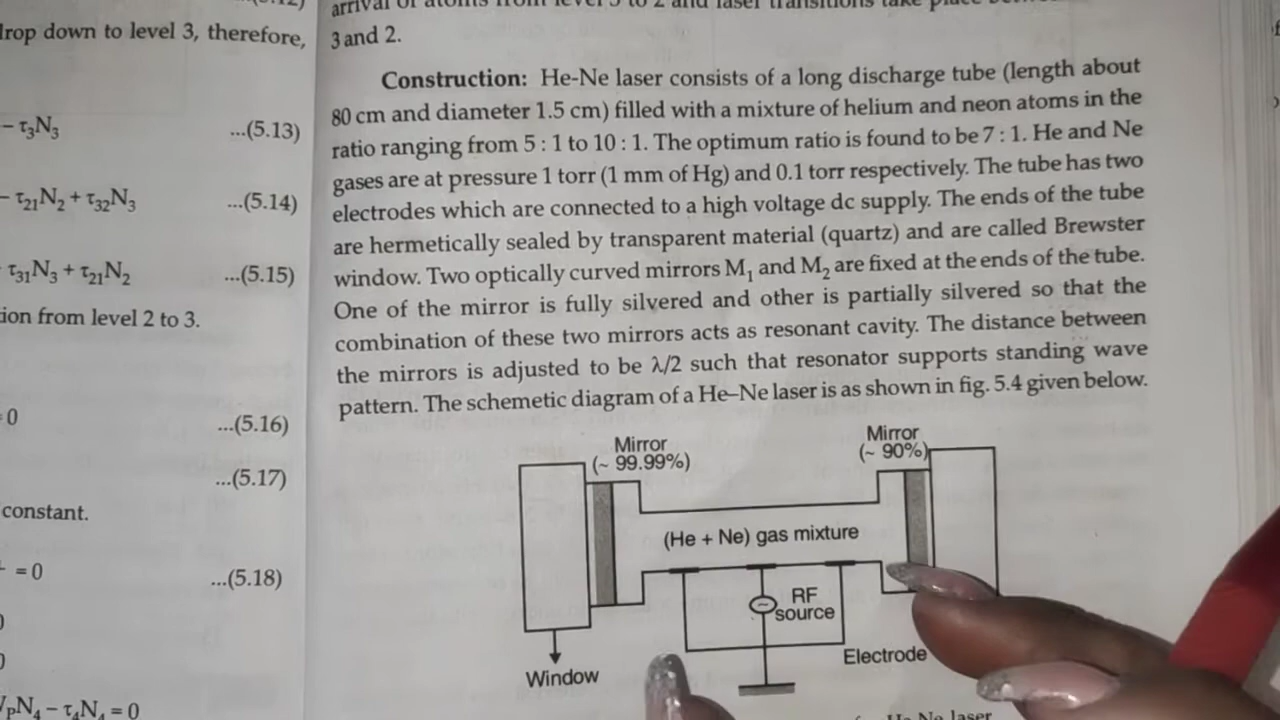 drop down to level 3, therefore,
– τ₃N₃ ...(5.13)
– τ₂₁N₂ + τ₃₂N₃ ...(5.14)
τ₃₁N₃ + τ₂₁N₂ ...(5.15)
ion from level 2 to 3.
= 0 ...(5.16)
...(5.17)
constant.
= 0 ...(5.18)
N₄ – τ₄N₄ = 0
3 and 2.
Construction: He-Ne laser consists of a long discharge tube (length about
80 cm and diameter 1.5 cm) filled with a mixture of helium and neon atoms in the
ratio ranging from 5 : 1 to 10 : 1. The optimum ratio is found to be 7 : 1. He and Ne
gases are at pressure 1 torr (1 mm of Hg) and 0.1 torr respectively. The tube has two
electrodes which are connected to a high voltage dc supply. The ends of the tube
are hermetically sealed by transparent material (quartz) and are called Brewster
window. Two optically curved mirrors M₁ and M₂ are fixed at the ends of the tube.
One of the mirror is fully silvered and other is partially silvered so that the
combination of these two mirrors acts as resonant cavity. The distance between
the mirrors is adjusted to be λ/2 such that resonator supports standing wave
pattern. The schemetic diagram of a He–Ne laser is as shown in fig. 5.4 given below.
Mirror
(~ 99.99%)
Mirror
(~ 90%)
(He + Ne) gas mixture
RF
source
Electrode
Window
laser